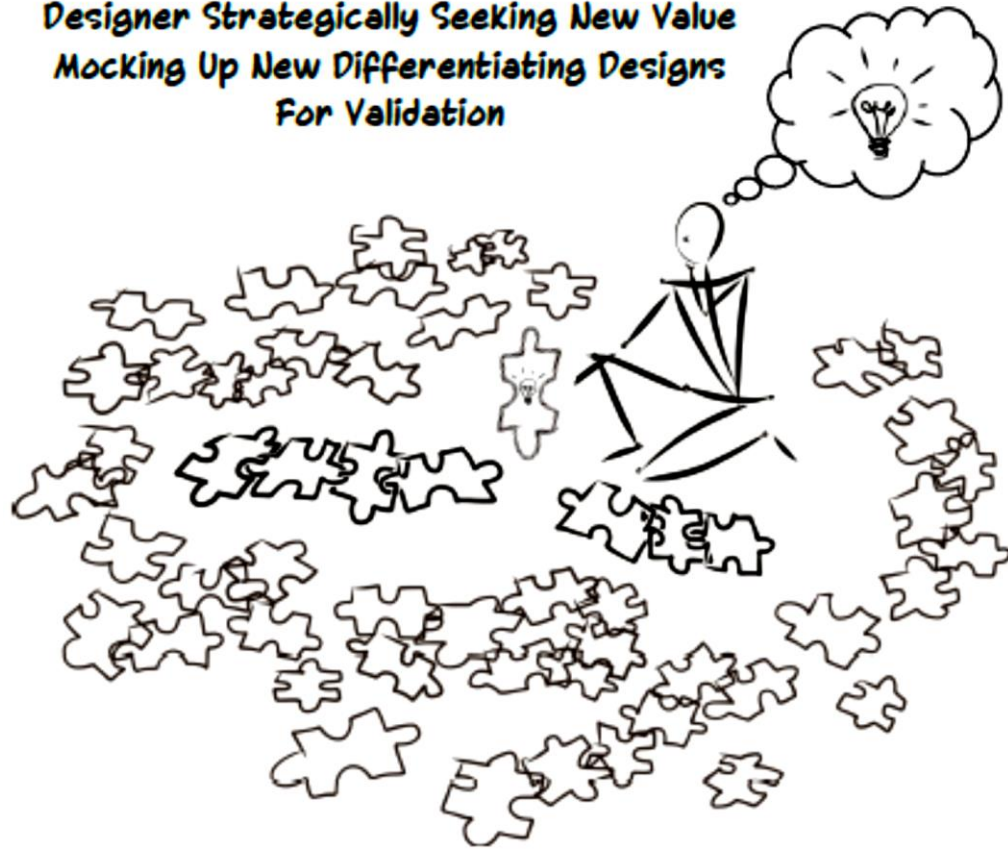 Designer Strategically Seeking New Value
Mocking Up New Differentiating Designs
For Validation